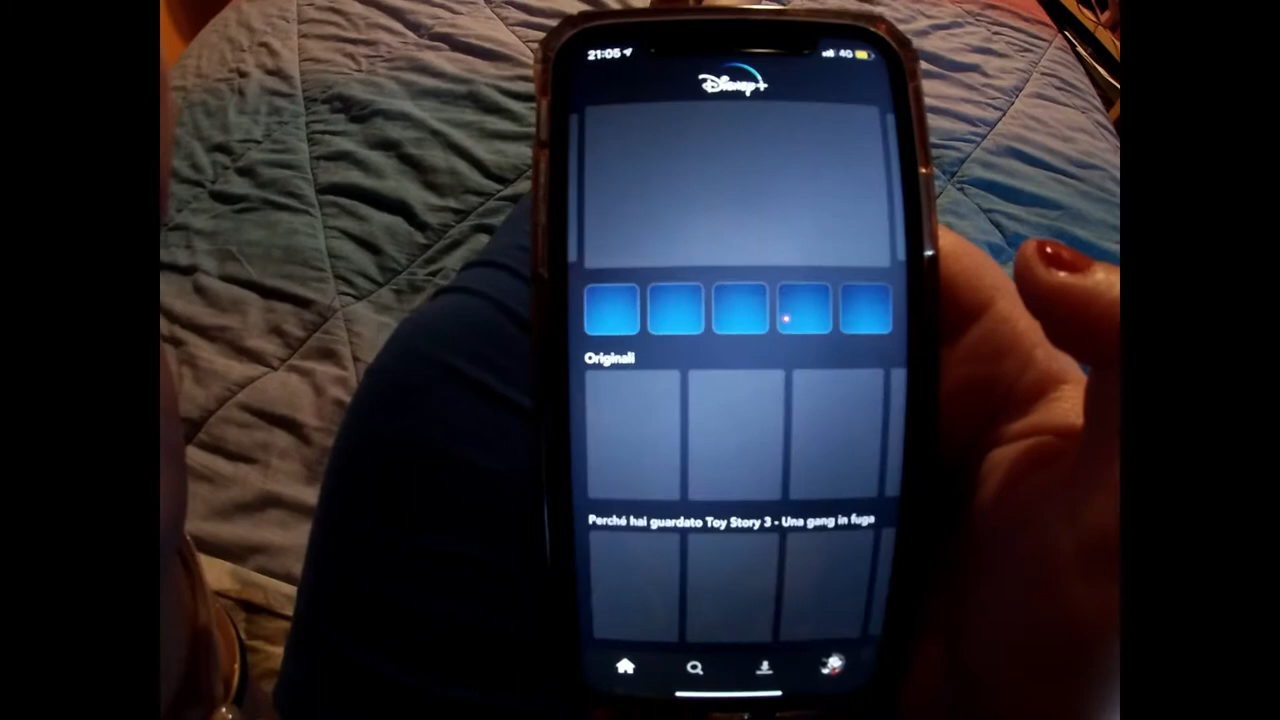 21:05
4G
Disney+
Originali
Perché hai guardato Toy Story 3 - Una gang in fuga